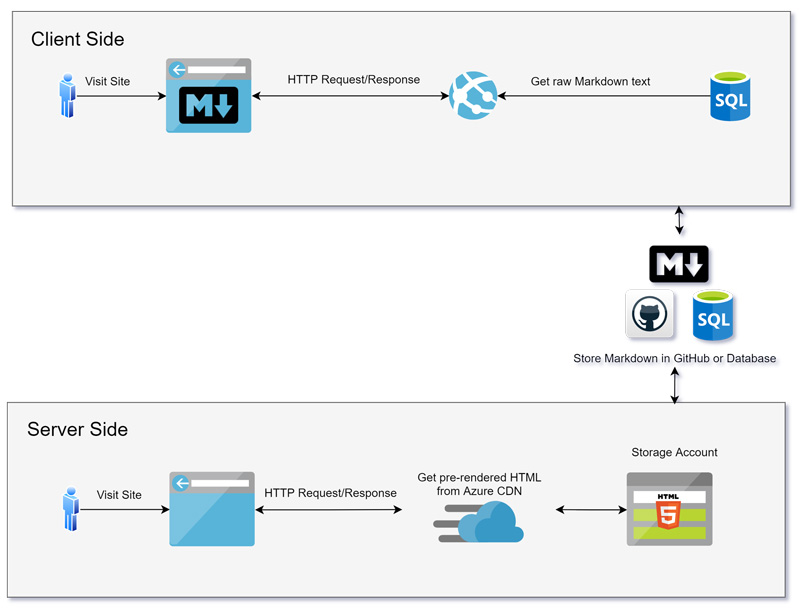 Client Side
Visit Site
HTTP Request/Response
Get raw Markdown text
M
SQL
M
SQL
Store Markdown in GitHub or Database
Server Side
Storage Account
Visit Site
HTTP Request/Response
Get pre-rendered HTML
from Azure CDN
HTML
5